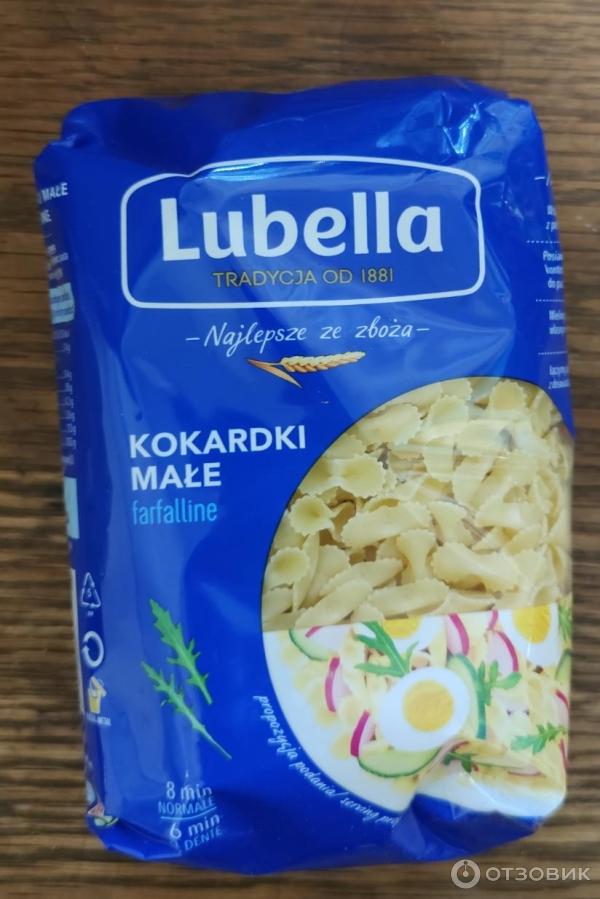 Lubella
TRADYCJA OD 1881
– Najlepsze ze zboża –
KOKARDKI
MAŁE
farfalline
MAŁE
propozycja podania / serving
8 min
NORMALE
6 min
DENTE
ОТЗОВИК